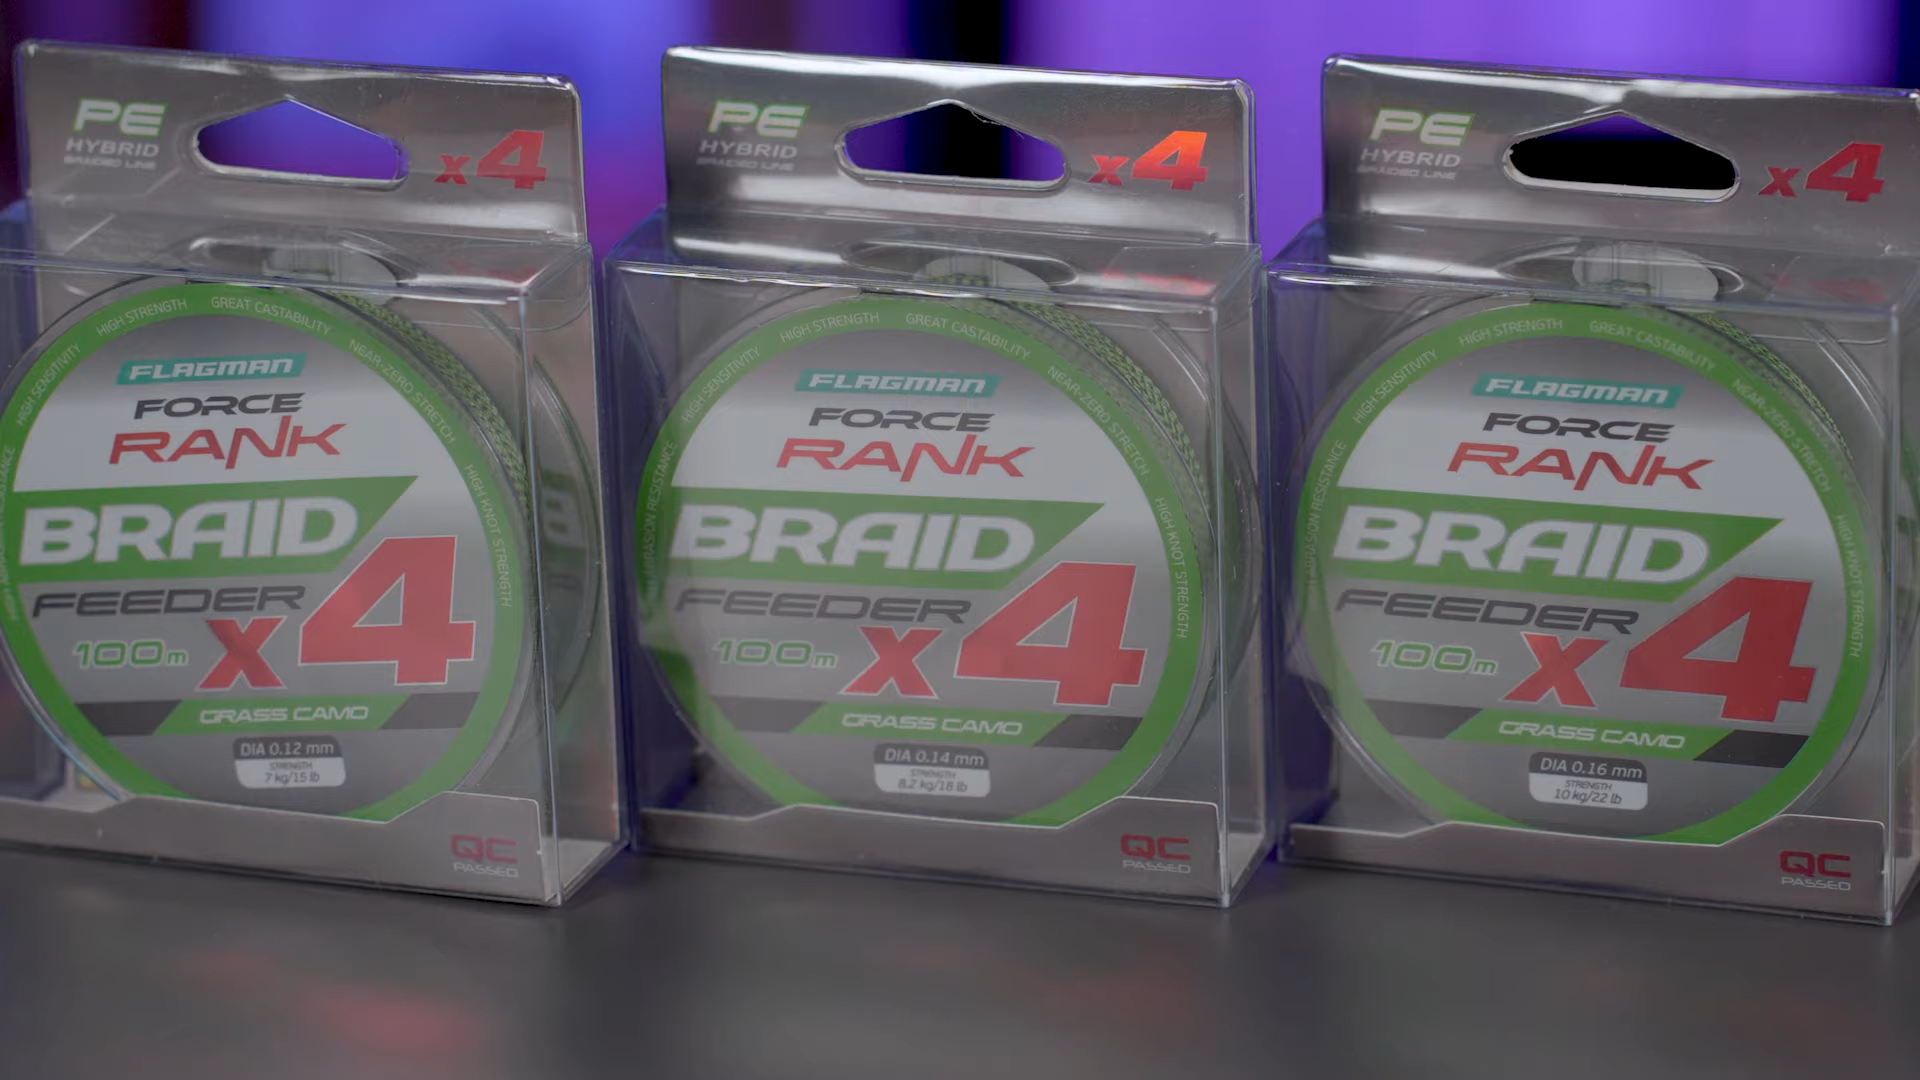 PE
HYBRID
BRAIDED LINE
x4
HIGH SENSITIVITY HIGH STRENGTH GREAT CASTABILITY NEAR-ZERO STRETCH HIGH KNOT STRENGTH
FLAGMAN
FORCE
RANK
BRAID
FEEDER
100m
x4
GRASS CAMO
DIA 0.12 mm
STRENGTH
7 kg/15 lb
QC
PASSED
PE
HYBRID
BRAIDED LINE
x4
ABRASION RESISTANCE HIGH SENSITIVITY HIGH STRENGTH GREAT CASTABILITY NEAR-ZERO STRETCH HIGH KNOT STRENGTH
FLAGMAN
FORCE
RANK
BRAID
FEEDER
100m
x4
GRASS CAMO
DIA 0.14 mm
STRENGTH
8.2 kg/18 lb
QC
PASSED
PE
HYBRID
BRAIDED LINE
x4
ABRASION RESISTANCE HIGH SENSITIVITY HIGH STRENGTH GREAT CASTABILITY NEAR-ZERO STRETCH HIGH KNOT STRENGTH
FLAGMAN
FORCE
RANK
BRAID
FEEDER
100m
x4
GRASS CAMO
DIA 0.16 mm
STRENGTH
10 kg/22 lb
QC
PASSED